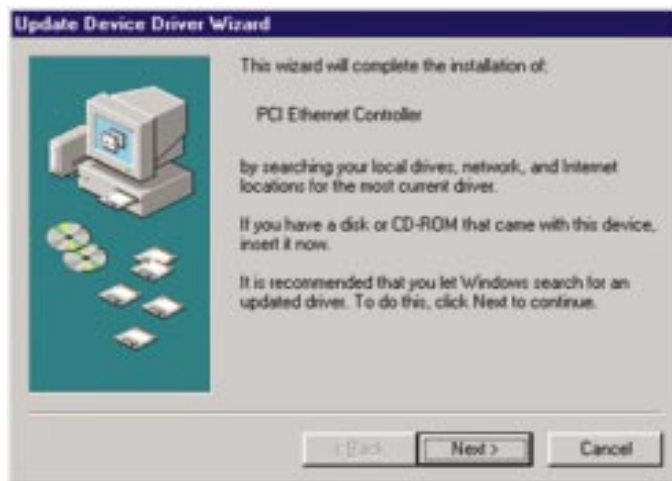 Update Device Driver Wizard
This wizard will complete the installation of:
PCI Ethernet Controller
by searching your local drives, network, and Internet
locations for the most current driver.
If you have a disk or CD-ROM that came with this device,
insert it now.
It is recommended that you let Windows search for an
updated driver. To do this, click Next to continue.
< Back
Next >
Cancel